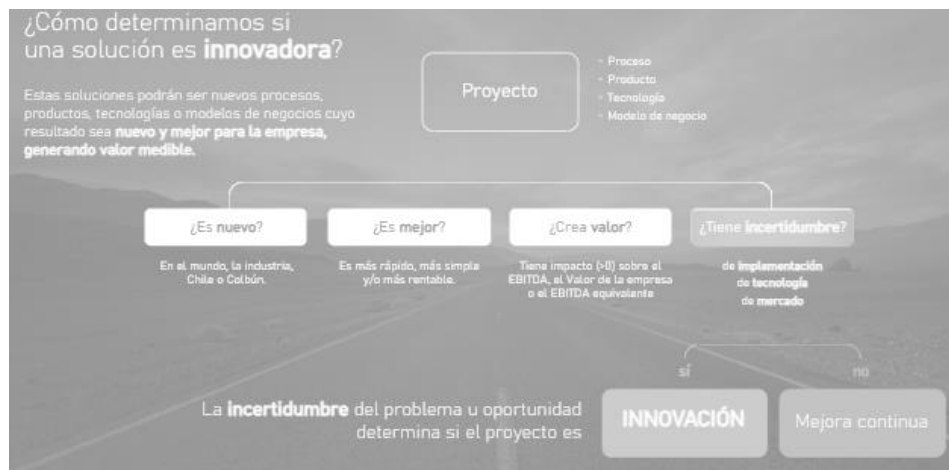 ¿Cómo determinamos si
una solución es innovadora?
Estas soluciones podrán ser nuevos procesos,
productos, tecnologías o modelos de negocios cuyo
resultado sea nuevo y mejor para la empresa,
generando valor medible.
Proyecto
- Proceso
- Producto
- Tecnología
- Modelo de negocio
¿Es nuevo?
En el mundo, la industria,
Chile o Colbún.
¿Es mejor?
Es más rápido, más simple
y/o más rentable.
¿Crea valor?
Tiene impacto (>0) sobre el
EBITDA, el Valor de la empresa
o el EBITDA equivalente
¿Tiene incertidumbre?
de implementación
de tecnología
de mercado
sí
no
La incertidumbre del problema u oportunidad
determina si el proyecto es
INNOVACIÓN
Mejora continua